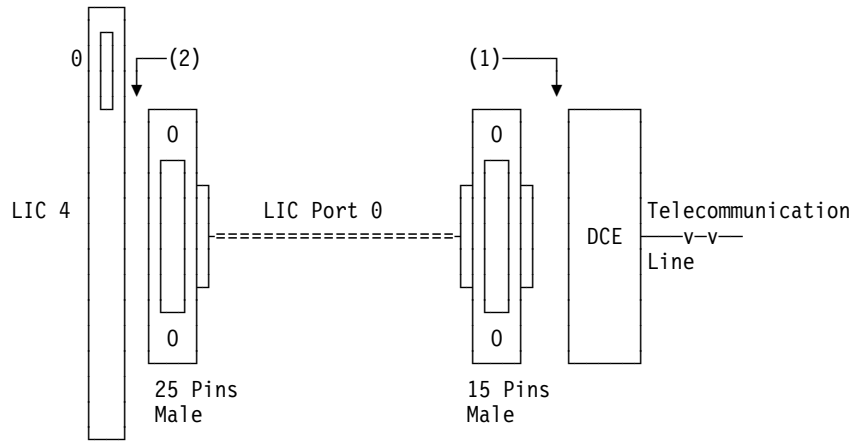 0
(2)
(1)
0
0
LIC 4
LIC Port 0
DCE
Telecommunication
v
v
Line
0
0
25 Pins
Male
15 Pins
Male